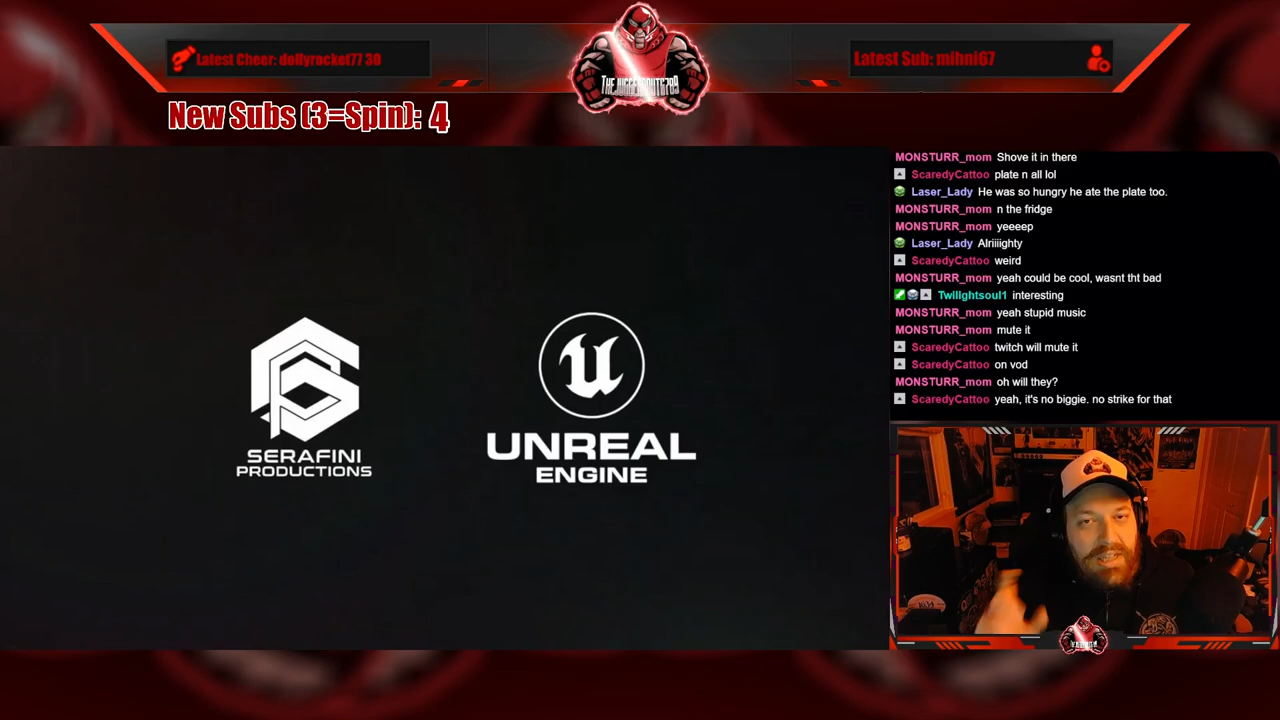 Latest Cheer: dollyrocket77 30
THEJUGGERNOUT6789
Latest Sub: mihni67
New Subs (3=Spin): 4
MONSTURR_mom Shove it in there
ScaredyCattoo plate n all lol
Laser_Lady He was so hungry he ate the plate too.
MONSTURR_mom n the fridge
MONSTURR_mom yeeeep
Laser_Lady Alriiiighty
ScaredyCattoo weird
MONSTURR_mom yeah could be cool, wasnt tht bad
Twilightsoul1 interesting
MONSTURR_mom yeah stupid music
MONSTURR_mom mute it
ScaredyCattoo twitch will mute it
ScaredyCattoo on vod
MONSTURR_mom oh will they?
ScaredyCattoo yeah, it's no biggie. no strike for that
SERAFINI
PRODUCTIONS
UNREAL
ENGINE